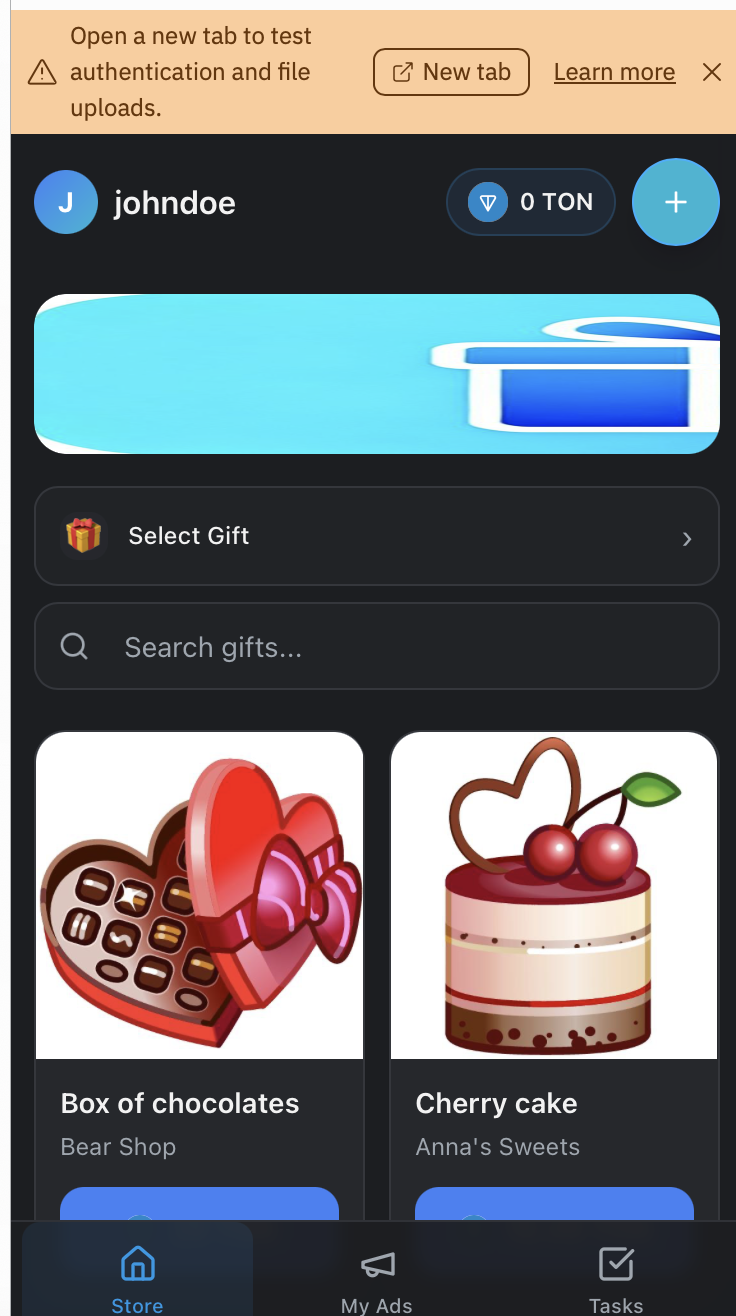 Open a new tab to test
authentication and file
uploads.
New tab
Learn more
J
johndoe
0 TON
Select Gift
Search gifts...
Box of chocolates
Bear Shop
Cherry cake
Anna's Sweets
Store
My Ads
Tasks